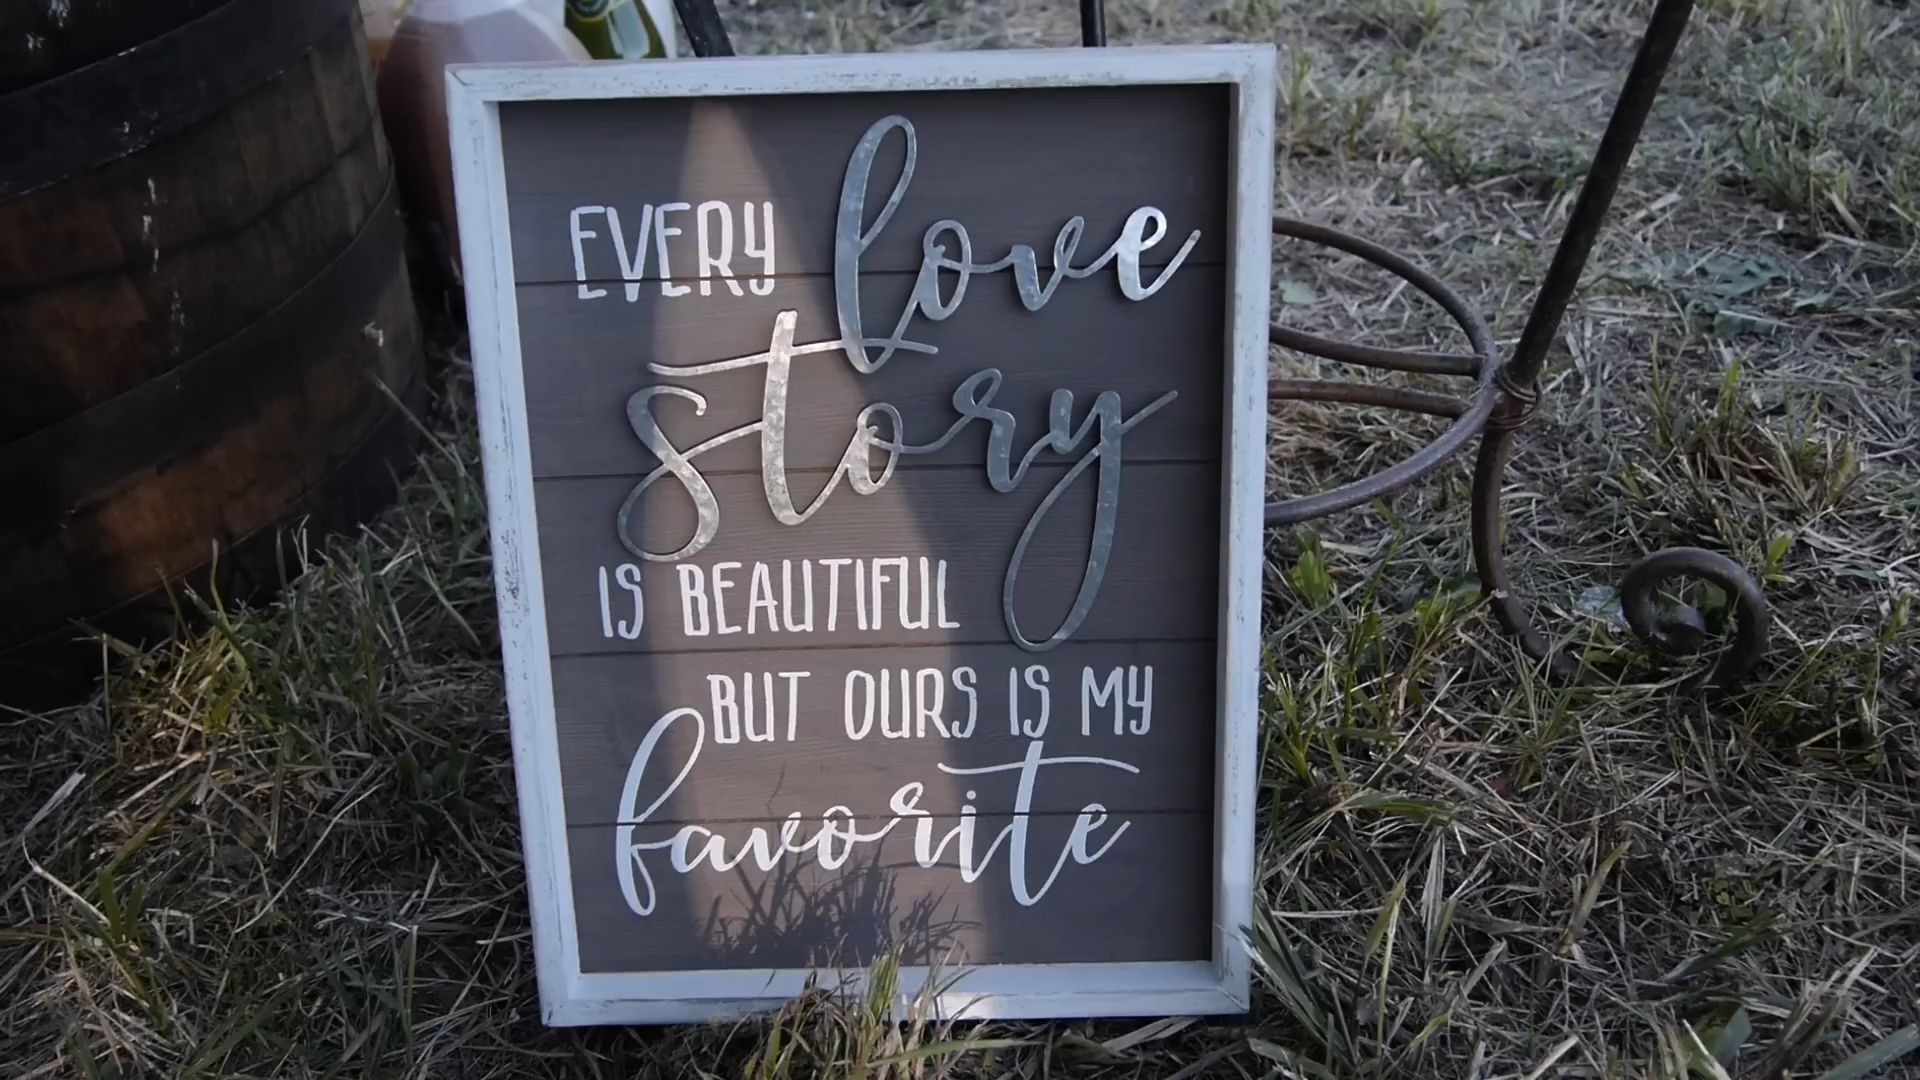 EVERY love
story
IS BEAUTIFUL
BUT OURS IS MY
favorite